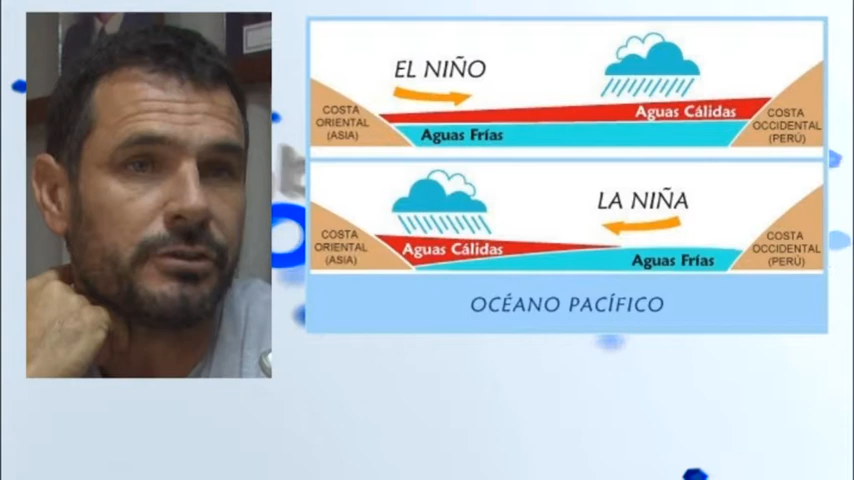 EL NIÑO
COSTA
ORIENTAL
(ASIA)
Aguas Cálidas
Aguas Frías
COSTA
OCCIDENTAL
(PERÚ)
LA NIÑA
COSTA
ORIENTAL
(ASIA)
Aguas Cálidas
Aguas Frías
COSTA
OCCIDENTAL
(PERÚ)
OCÉANO PACÍFICO